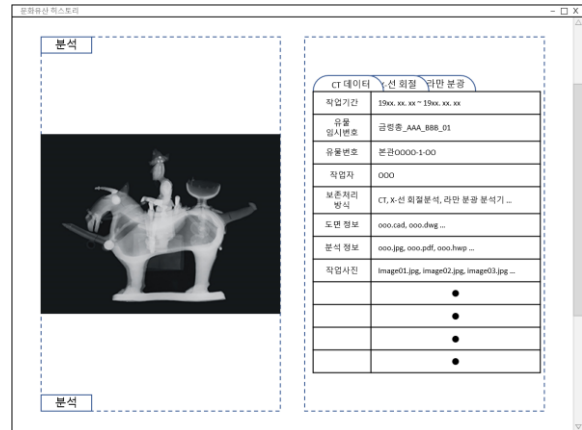 문화유산 히스토리
분석
CT 데이터 X-선 회절 라만 분광
작업기간 19xx. xx. xx ~ 19xx. xx. xx
유물
임시번호 금령총_AAA_BBB_01
유물번호 본관OOOO-1-OO
작업자 OOO
보존처리
방식 CT, X-선 회절분석, 라만 분광 분석기 ...
도면 정보 ooo.cad, ooo.dwg ...
분석 정보 ooo.jpg, ooo.pdf, ooo.hwp ...
작업사진 Image01.jpg, image02.jpg, image03.jpg ...
분석